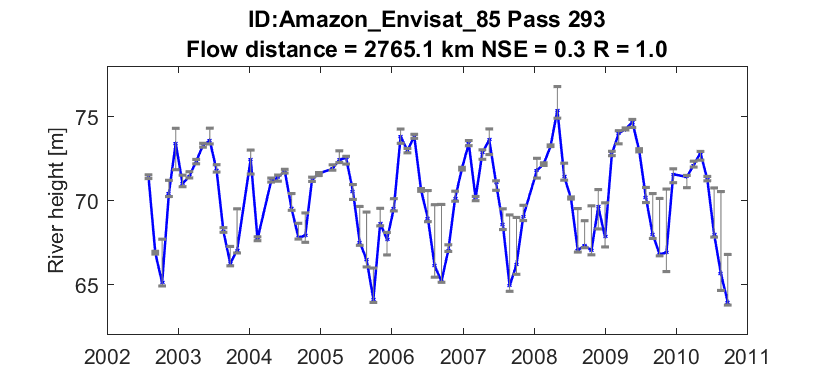 ID:Amazon_Envisat_85 Pass 293
Flow distance = 2765.1 km NSE = 0.3 R = 1.0
River height [m]
75
70
65
2002 2003 2004 2005 2006 2007 2008 2009 2010 2011